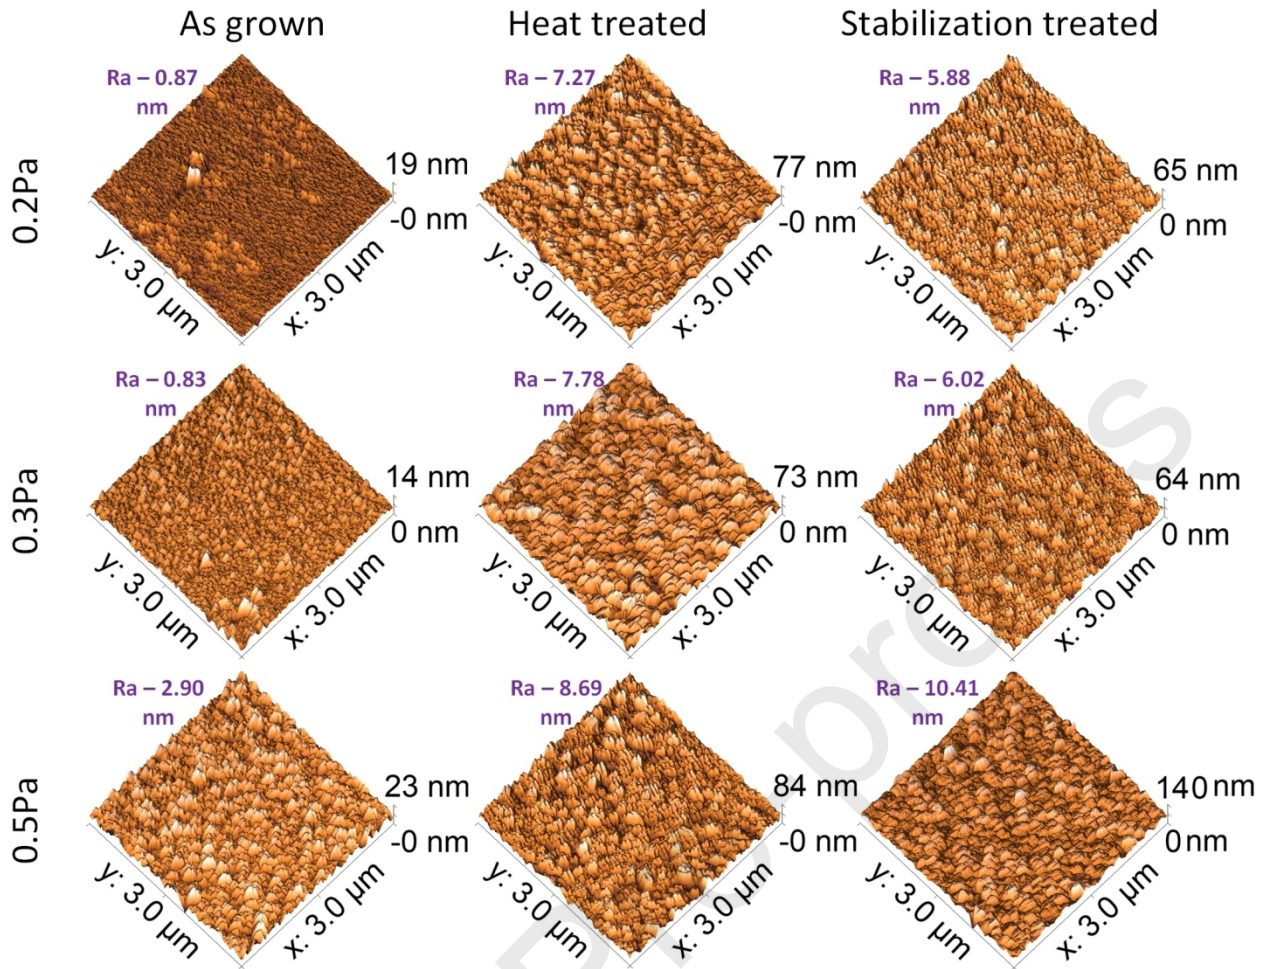 As grown
Heat treated
Stabilization treated
0.2Pa
Ra – 0.87
nm
19 nm
-0 nm
y: 3.0 µm
x: 3.0 µm
Ra – 7.27
nm
77 nm
-0 nm
y: 3.0 µm
x: 3.0 µm
Ra – 5.88
nm
65 nm
0 nm
y: 3.0 µm
x: 3.0 µm
0.3Pa
Ra – 0.83
nm
14 nm
0 nm
y: 3.0 µm
x: 3.0 µm
Ra – 7.78
nm
73 nm
0 nm
y: 3.0 µm
x: 3.0 µm
Ra – 6.02
nm
64 nm
0 nm
y: 3.0 µm
x: 3.0 µm
0.5Pa
Ra – 2.90
nm
23 nm
-0 nm
y: 3.0 µm
x: 3.0 µm
Ra – 8.69
nm
84 nm
-0 nm
y: 3.0 µm
x: 3.0 µm
Ra – 10.41
nm
140 nm
0 nm
y: 3.0 µm
x: 3.0 µm